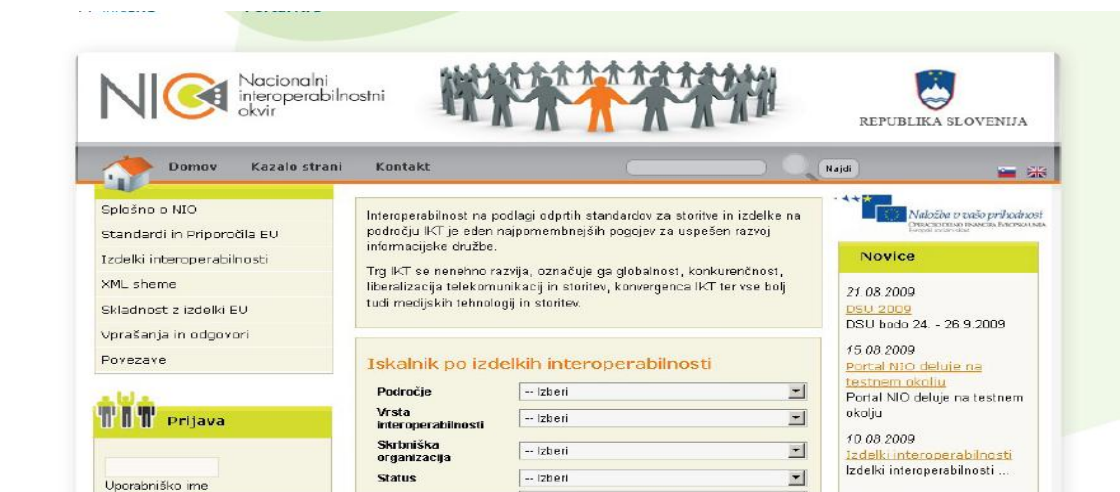 NIO
Nacionalni
interoperabilnostni
okvir
REPUBLIKA SLOVENIJA
Domov Kazalo strani Kontakt
Najdi
Splošno o NIO
Standardi in Priporočila EU
Izdelki interoperabilnosti
XML sheme
Skladnost z izdelki EU
Vprašanja in odgovori
Povezave
Prijava
Uporabniško ime
Interoperabilnost na podlagi odprtih standardov za storitve in izdelke na
področju IKT je eden najpomembnejših pogojev za uspešen razvoj
informacijske družbe.
Trg IKT se nenehno razvija, označuje ga globalnost, konkurenčnost,
liberalizacija telekomunikacij in storitev, konvergenca IKT ter vse bolj
tudi medijskih tehnologij in storitev.
Iskalnik po izdelkih interoperabilnosti
Področje -- Izberi
Vrsta
interoperabilnosti -- Izberi
Skrbniška
organizacija -- Izberi
Status -- Izberi
Naložba v vašo prihodnost
Novice
21.08.2009
DSU 2009
DSU bodo 24. - 26.9.2009
15.08.2009
Portal NIO deluje na
testnem okolju
Portal NIO deluje na testnem
okolju
10.08.2009
Izdelki interoperabilnosti
Izdelki interoperabilnosti ...